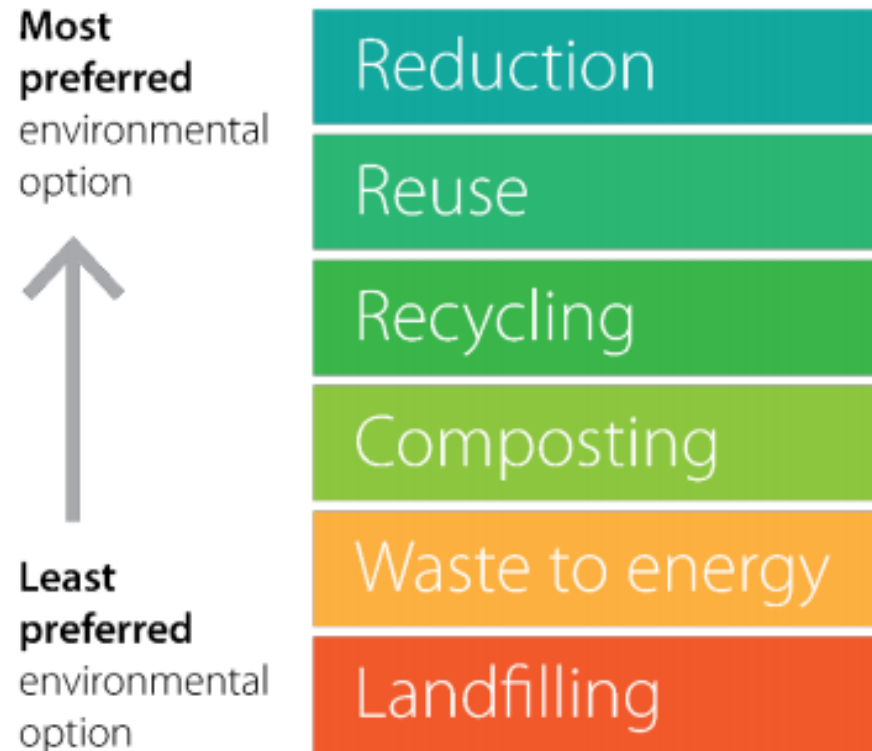 Most
preferred
environmental
option
Reduction
Reuse
Recycling
Composting
Waste to energy
Landfilling
Least
preferred
environmental
option